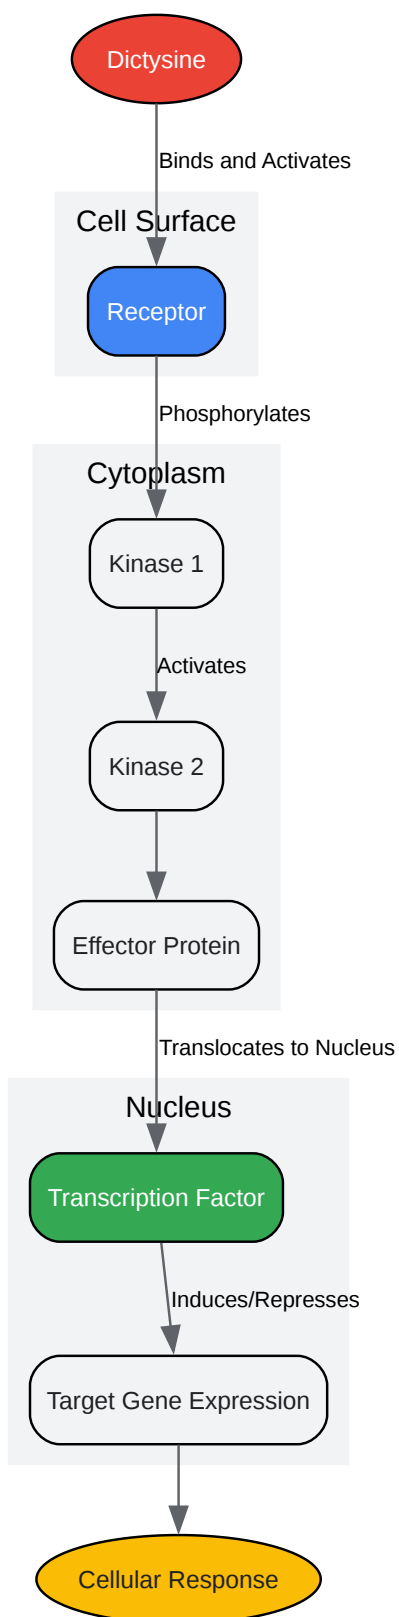 Dictysine
Binds and Activates
Cell Surface
Receptor
Phosphorylates
Cytoplasm
Kinase 1
Activates
Kinase 2
Effector Protein
Translocates to Nucleus
Nucleus
Transcription Factor
Induces/Represses
Target Gene Expression
Cellular Response